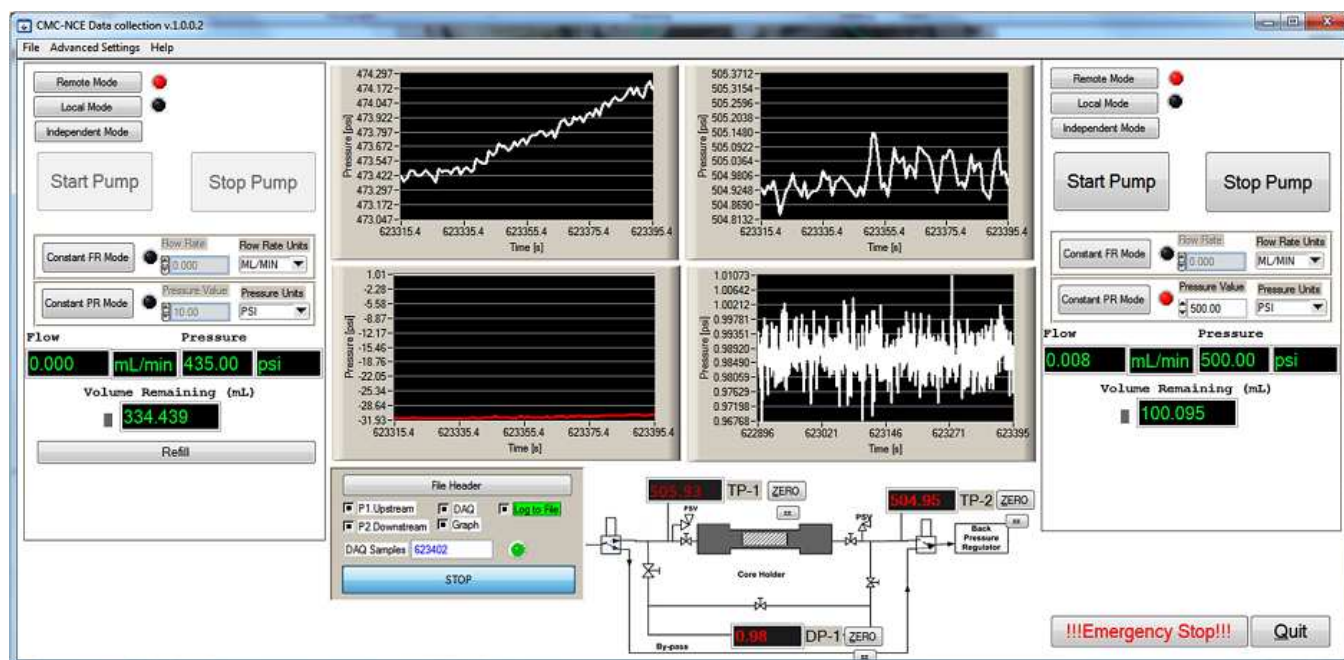 CMC-NCE Data collection v.1.0.0.2
File Advanced Settings Help
Remote Mode
Local Mode
Independent Mode
Start Pump Stop Pump
Flow Rate Flow Rate Units
Constant FR Mode 0.000 ML/MIN
Pressure Value Pressure Units
Constant PR Mode 10.00 PSI
Flow Pressure
0.000 mL/min 435.00 psi
Volume Remaining (mL)
334.439
Refill
Pressure [psi]
474.297
474.172
474.047
473.922
473.797
473.672
473.547
473.422
473.297
473.172
473.047
623315.4 623335.4 623355.4 623375.4 623395.4
Time [s]
Pressure [psi]
505.3712
505.3154
505.2596
505.2038
505.1480
505.0922
505.0364
504.9806
504.9248
504.8690
504.8132
623315.4 623335.4 623355.4 623375.4 623395.4
Time [s]
Pressure [psi]
1.01
-2.28
-5.58
-8.87
-12.17
-15.46
-18.76
-22.05
-25.34
-28.64
-31.93
623315.4 623335.4 623355.4 623375.4 623395.4
Time [s]
Pressure [psi]
1.01073
1.00642
1.00212
0.99781
0.99351
0.98920
0.98490
0.98059
0.97629
0.97198
0.96768
622896 623021 623146 623271 623395
Time [s]
Remote Mode
Local Mode
Independent Mode
Start Pump Stop Pump
Flow Rate Flow Rate Units
Constant FR Mode 0.000 ML/MIN
Pressure Value Pressure Units
Constant PR Mode 500.00 PSI
Flow Pressure
0.008 mL/min 500.00 psi
Volume Remaining (mL)
100.095
File Header
P1.Upstream DAQ Log to File
P2.Downstream Graph
DAQ Samples 623402
STOP
505.93 TP-1 ZERO
504.95 TP-2 ZERO
PSV PSV
Back
Pressure
Regulator
Core Holder
0.98 DP-1 ZERO
By-pass
!!!Emergency Stop!!! Quit